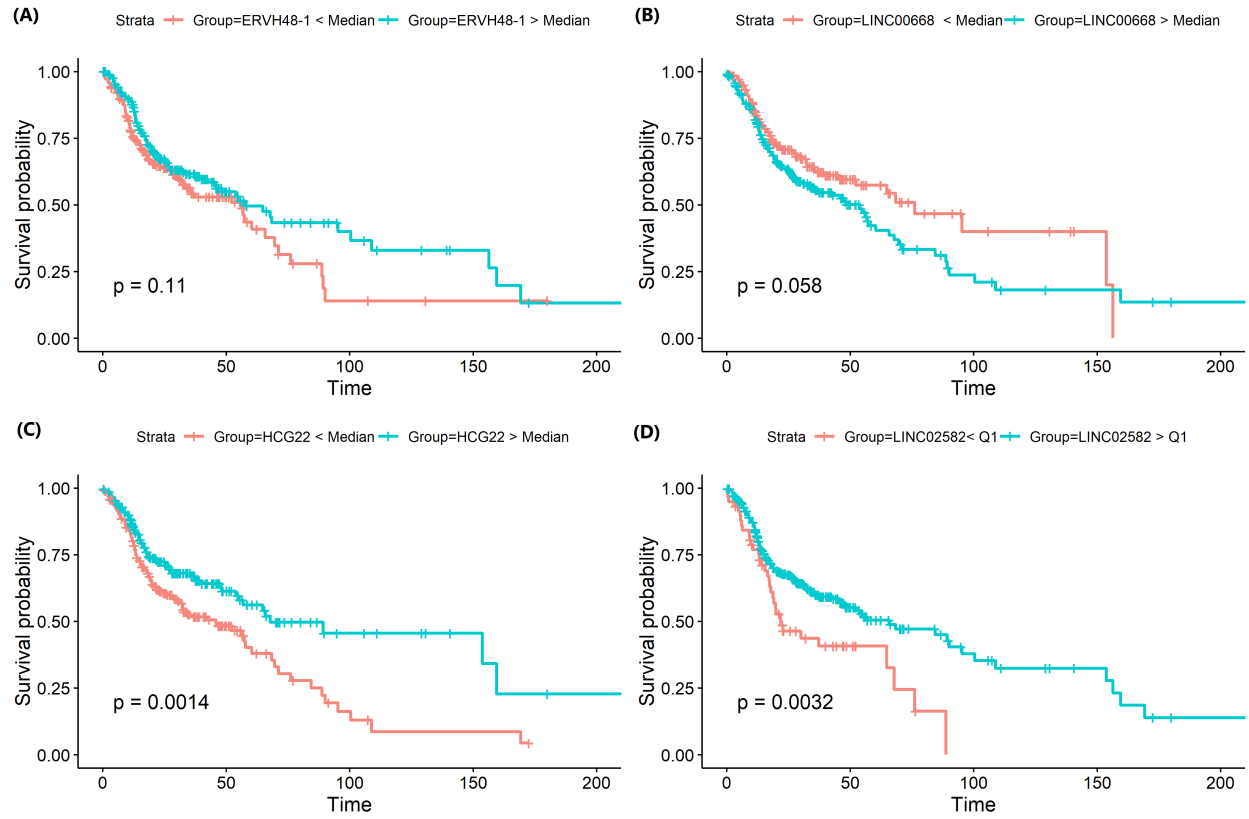 (A)
Strata Group=ERVH48-1 < Median Group=ERVH48-1 > Median
Survival probability
1.00
0.75
0.50
0.25
0.00
p = 0.11
0 50 100 150 200
Time
(B)
Strata Group=LINC00668 < Median Group=LINC00668 > Median
Survival probability
1.00
0.75
0.50
0.25
0.00
p = 0.058
0 50 100 150 200
Time
(C)
Strata Group=HCG22 < Median Group=HCG22 > Median
Survival probability
1.00
0.75
0.50
0.25
0.00
p = 0.0014
0 50 100 150 200
Time
(D)
Strata Group=LINC02582< Q1 Group=LINC02582 > Q1
Survival probability
1.00
0.75
0.50
0.25
0.00
p = 0.0032
0 50 100 150 200
Time